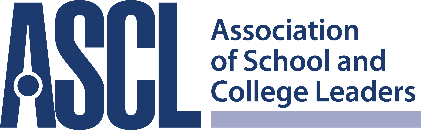 ASCL
Association
of School and
College Leaders